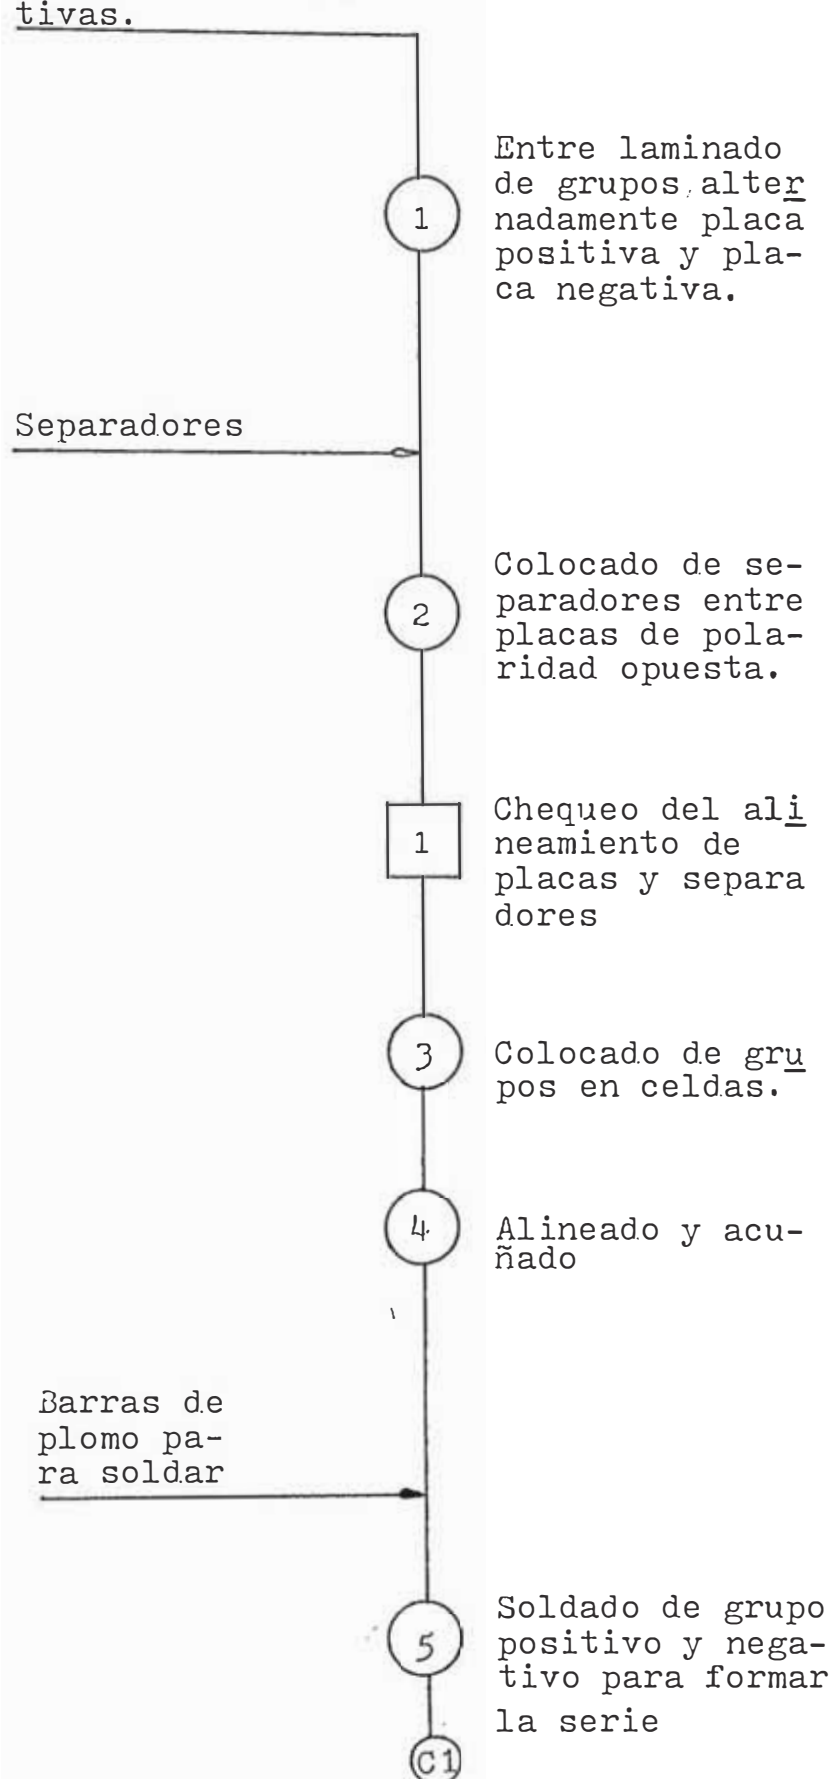 tivas.
1
Entre laminado
de grupos alter
nadamente placa
positiva y pla-
ca negativa.
Separadores
2
Colocado de se-
paradores entre
placas de pola-
ridad opuesta.
1
Chequeo del ali
neamiento de
placas y separa
dores
3
Colocado de gru
pos en celdas.
4
Alineado y acu-
ñado
Barras de
plomo pa-
ra soldar
5
Soldado de grupo
positivo y nega-
tivo para formar
la serie
C1